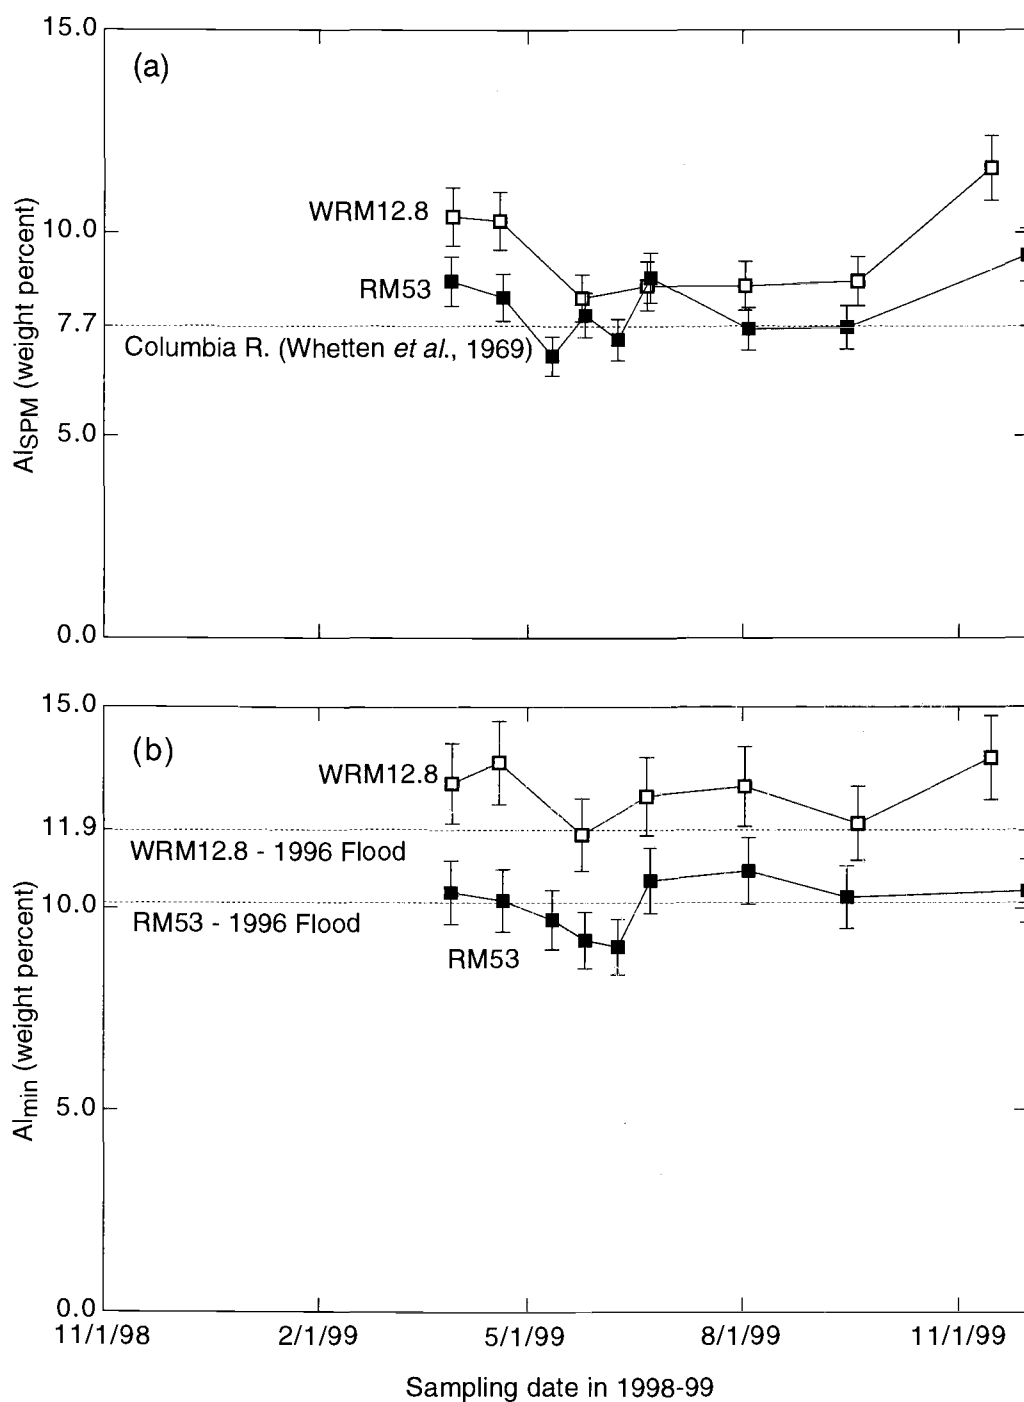 15.0
(a)
WRM12.8
10.0
RM53
7.7
Columbia R. (Whetten et al., 1969)
5.0
0.0
AlSPM (weight percent)
15.0
(b)
WRM12.8
11.9
WRM12.8 - 1996 Flood
10.0
RM53 - 1996 Flood
RM53
5.0
0.0
Almin (weight percent)
11/1/98 2/1/99 5/1/99 8/1/99 11/1/99
Sampling date in 1998-99